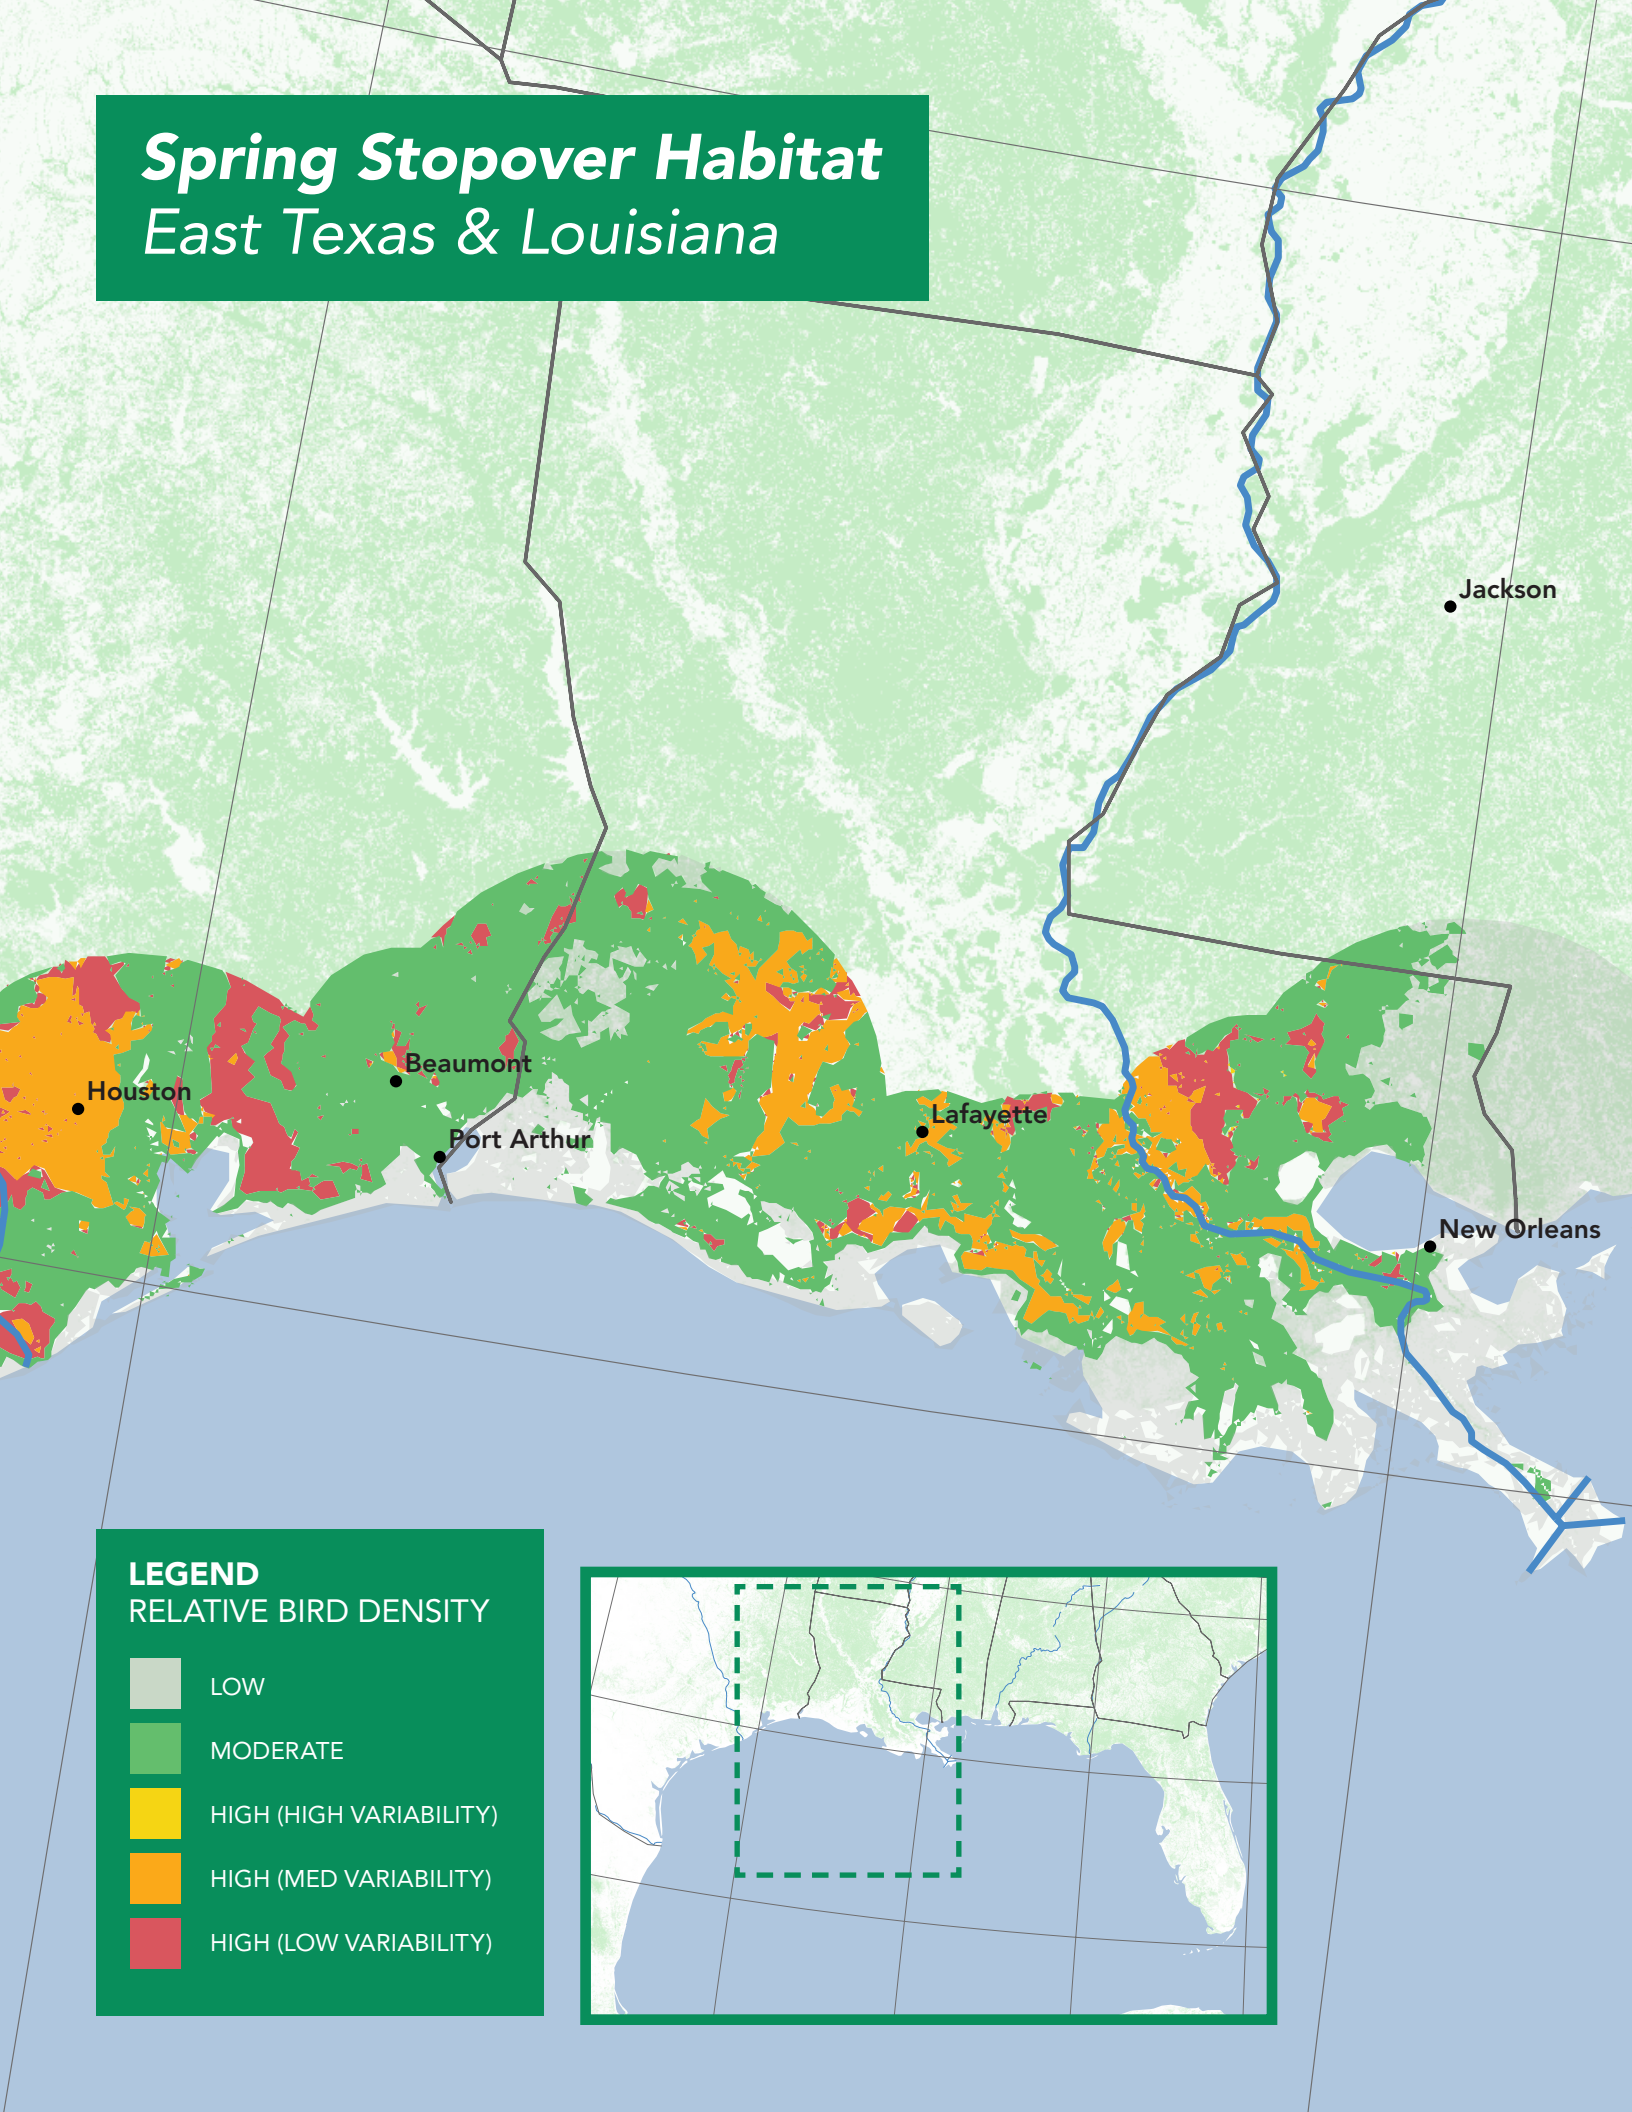 Spring Stopover Habitat
East Texas & Louisiana
Jackson
Beaumont
Houston
Lafayette
Port Arthur
New Orleans
LEGEND
RELATIVE BIRD DENSITY
LOW
MODERATE
HIGH (HIGH VARIABILITY)
HIGH (MED VARIABILITY)
HIGH (LOW VARIABILITY)